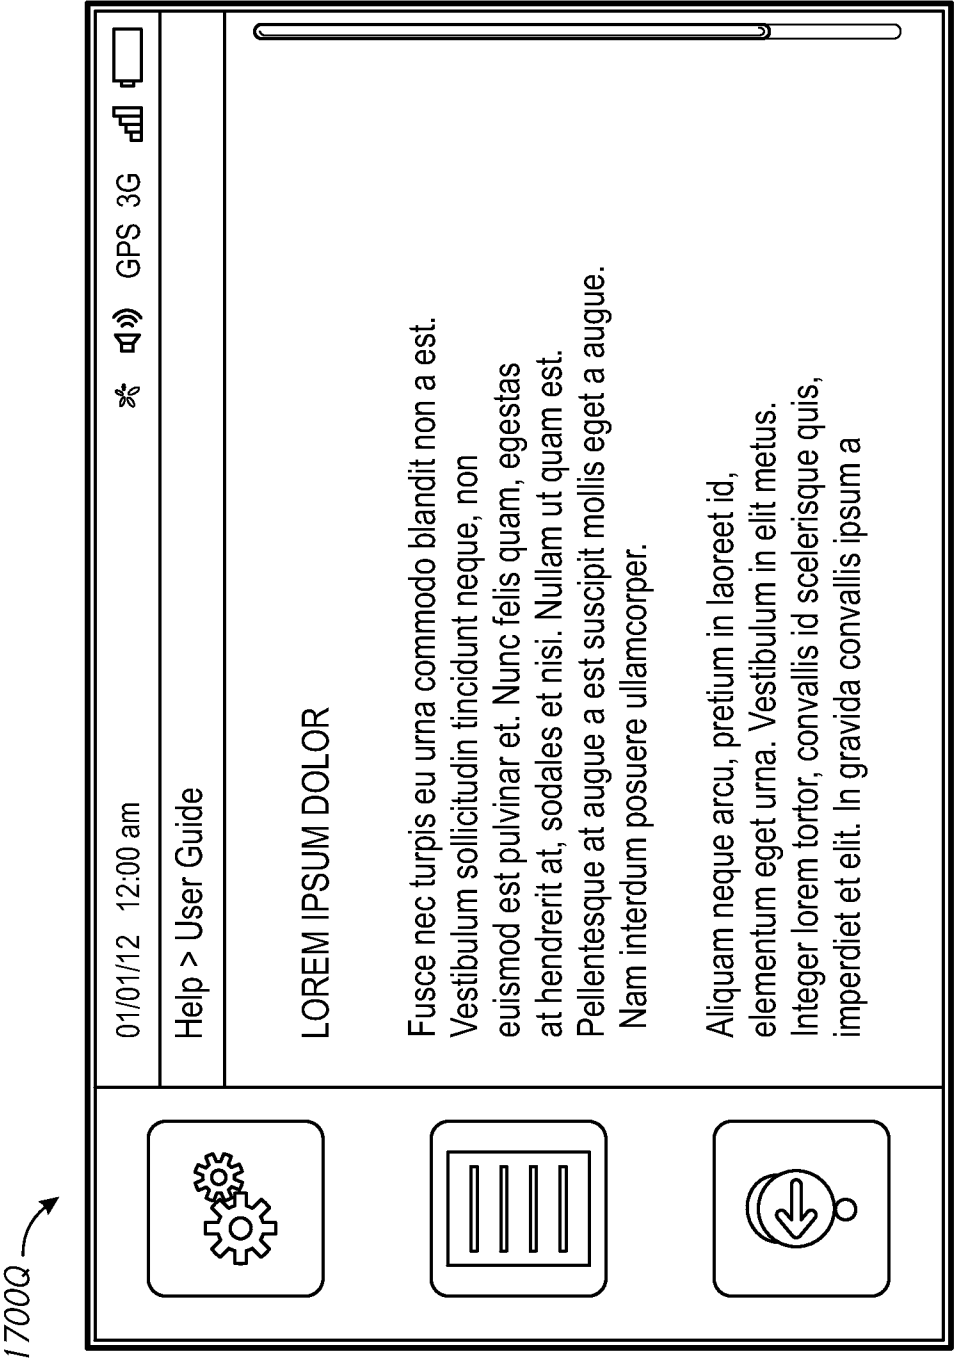 1700Q
01/01/12 12:00 am GPS 3G
Help > User Guide
LOREM IPSUM DOLOR
Fusce nec turpis eu urna commodo blandit non a est.
Vestibulum sollicitudin tincidunt neque, non
euismod est pulvinar et. Nunc felis quam, egestas
at hendrerit at, sodales et nisi. Nullam ut quam est.
Pellentesque at augue a est suscipit mollis eget a augue.
Nam interdum posuere ullamcorper.
Aliquam neque arcu, pretium in laoreet id,
elementum eget urna. Vestibulum in elit metus.
Integer lorem tortor, convallis id scelerisque quis,
imperdiet et elit. In gravida convallis ipsum a